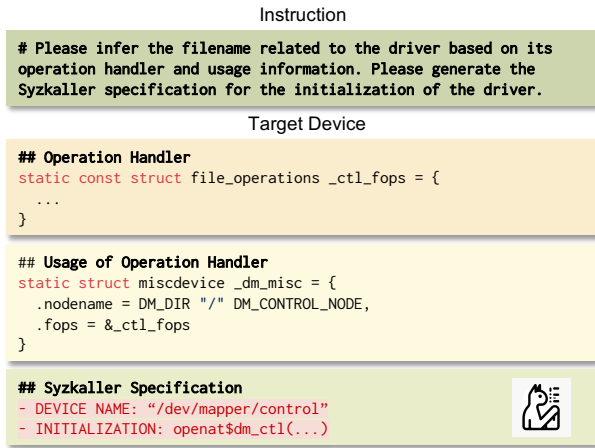 Instruction
# Please infer the filename related to the driver based on its
operation handler and usage information. Please generate the
Syzkaller specification for the initialization of the driver.
Target Device
## Operation Handler
static const struct file_operations _ctl_fops = {
...
}
## Usage of Operation Handler
static struct miscdevice _dm_misc = {
.nodename = DM_DIR "/" DM_CONTROL_NODE,
.fops = &_ctl_fops
}
## Syzkaller Specification
- DEVICE NAME: “/dev/mapper/control”
- INITIALIZATION: openat$dm_ctl(...)